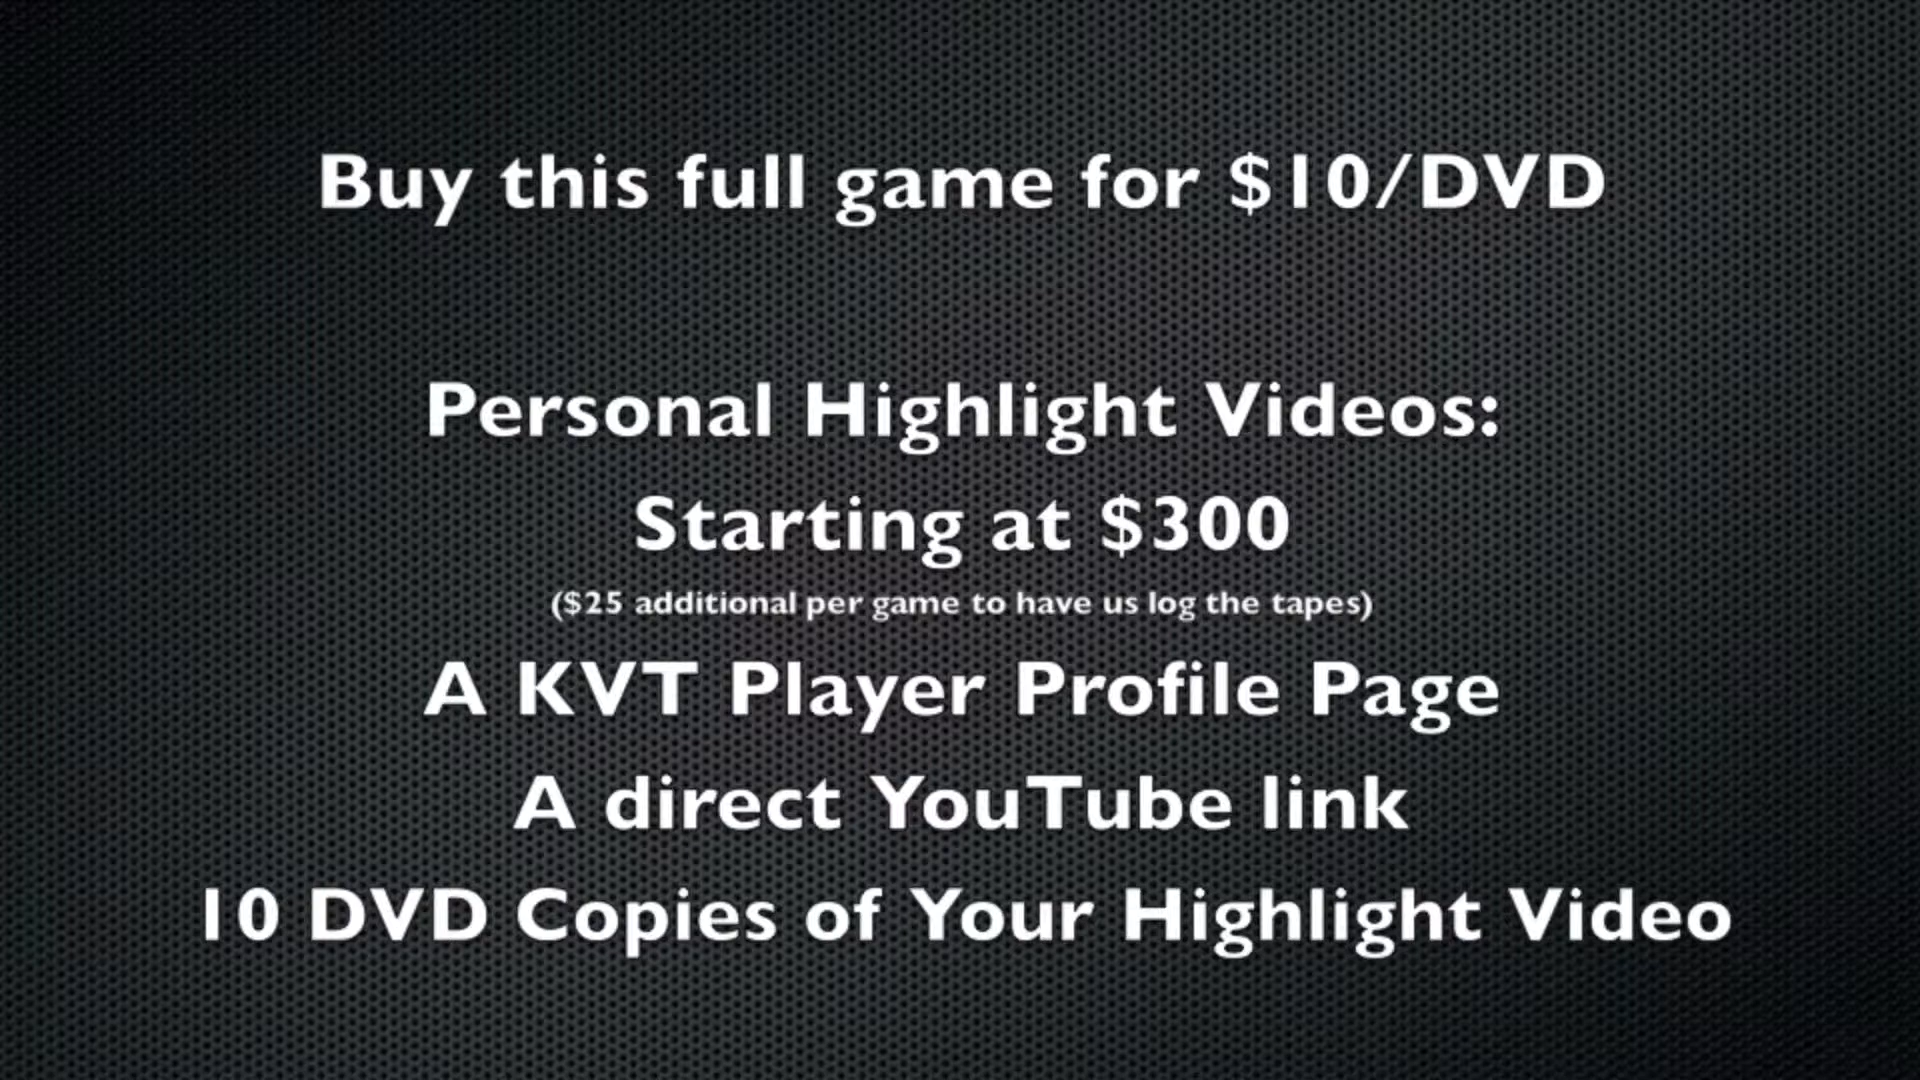 Buy this full game for $10/DVD
Personal Highlight Videos:
Starting at $300
($25 additional per game to have us log the tapes)
A KVT Player Profile Page
A direct YouTube link
10 DVD Copies of Your Highlight Video